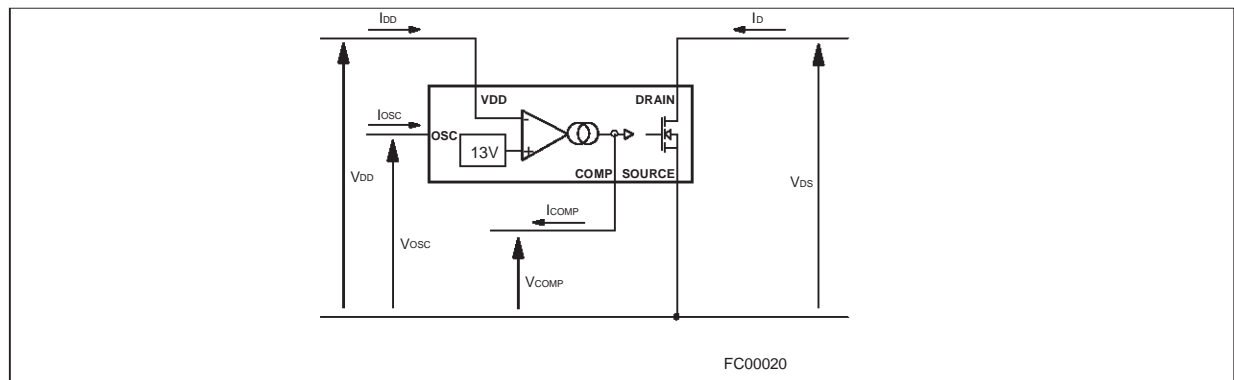 IDD
ID
VDD
DRAIN
IOSC
OSC
-
13V
+
COMP
SOURCE
VDD
VDS
ICOMP
VOSC
VCOMP
FC00020